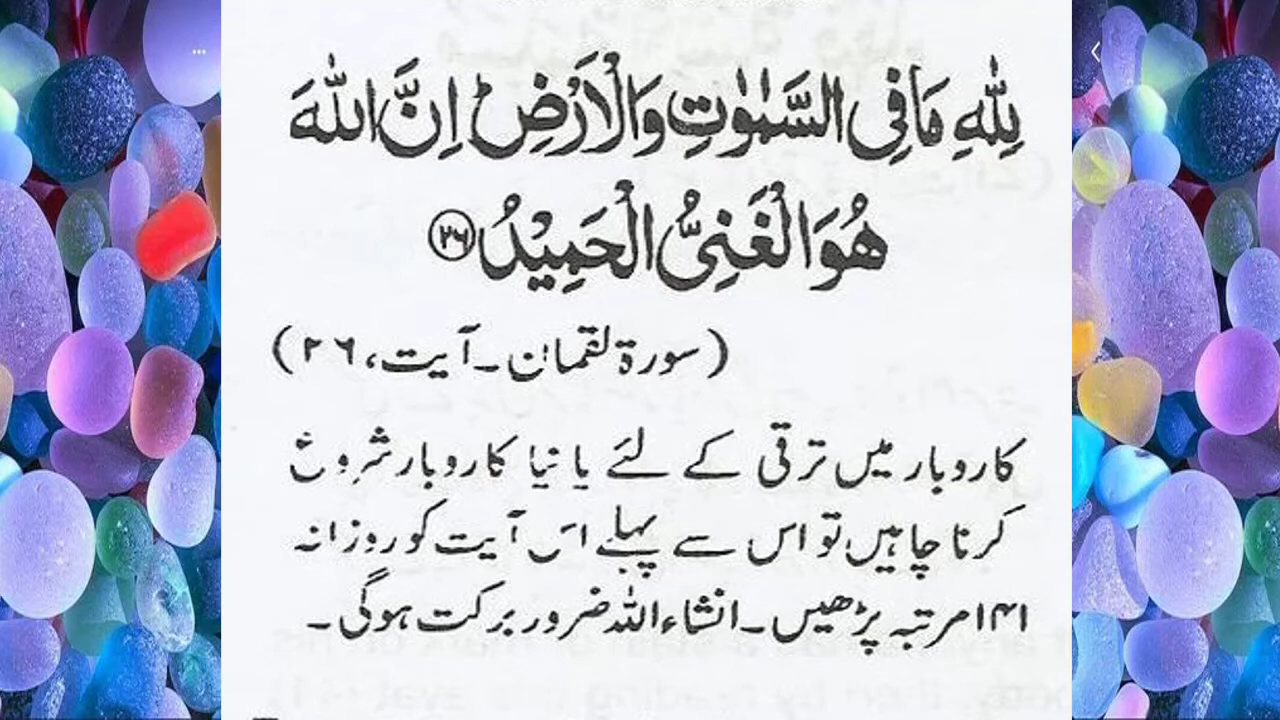 لِلّٰهِ مَا فِى السَّمٰوٰتِ وَالْاَرْضِ ؕ اِنَّ اللّٰهَ
هُوَ الْغَنِىُّ الْحَمِيْدُ ﴿۲۶﴾
(سورۃ لقمٰن ۔ آیت، ۲۶)
کاروبار میں ترقی کے لئے یا نیا کاروبار شروع
کرنا چاہیں تو اس سے پہلے اس آیت کو روزانہ
۱۴۱ مرتبہ پڑھیں ۔ انشاء اللہ ضرور برکت ہوگی ۔